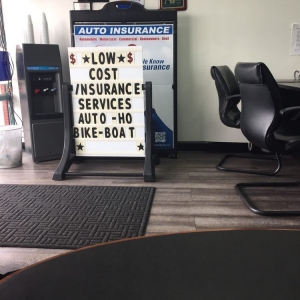 AUTO INSURANCE
$ ★ LOW ★ $
COST
INSURANCE
SERVICES
AUTO - HO
BIKE-BOAT
We Know
Insurance